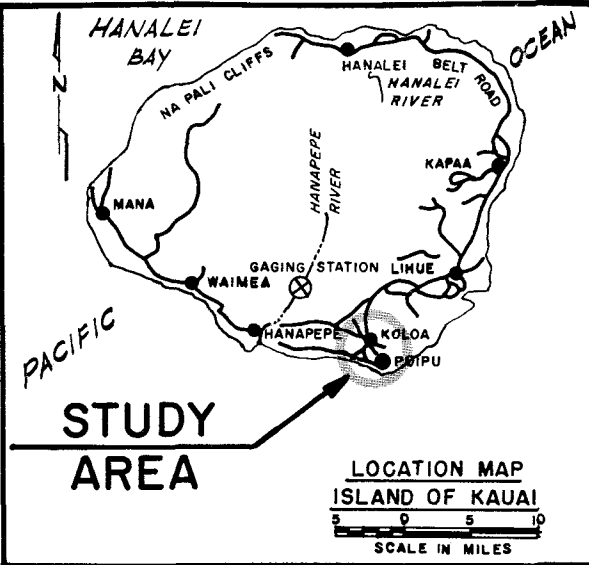 HANALEI
BAY
OCEAN
N
NA PALI CLIFFS
HANALEI
BELT ROAD
HANALEI
RIVER
KAPAA
HANAPEPE
RIVER
MANA
GAGING STATION
LIHUE
WAIMEA
HANAPEPE
KOLOA
POIPU
PACIFIC
STUDY
AREA
LOCATION MAP
ISLAND OF KAUAI
5 0 5 10
SCALE IN MILES